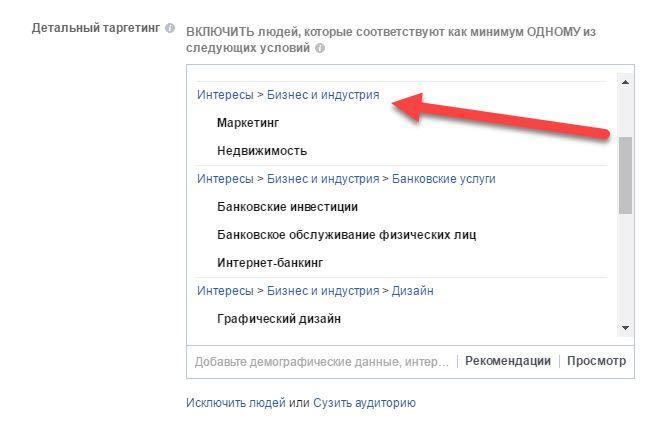 Детальный таргетинг
ВКЛЮЧИТЬ людей, которые соответствуют как минимум ОДНОМУ из
следующих условий
Интересы > Бизнес и индустрия
Маркетинг
Недвижимость
Интересы > Бизнес и индустрия > Банковские услуги
Банковские инвестиции
Банковское обслуживание физических лиц
Интернет-банкинг
Интересы > Бизнес и индустрия > Дизайн
Графический дизайн
Добавьте демографические данные, интер... Рекомендации Просмотр
Исключить людей или Сузить аудиторию